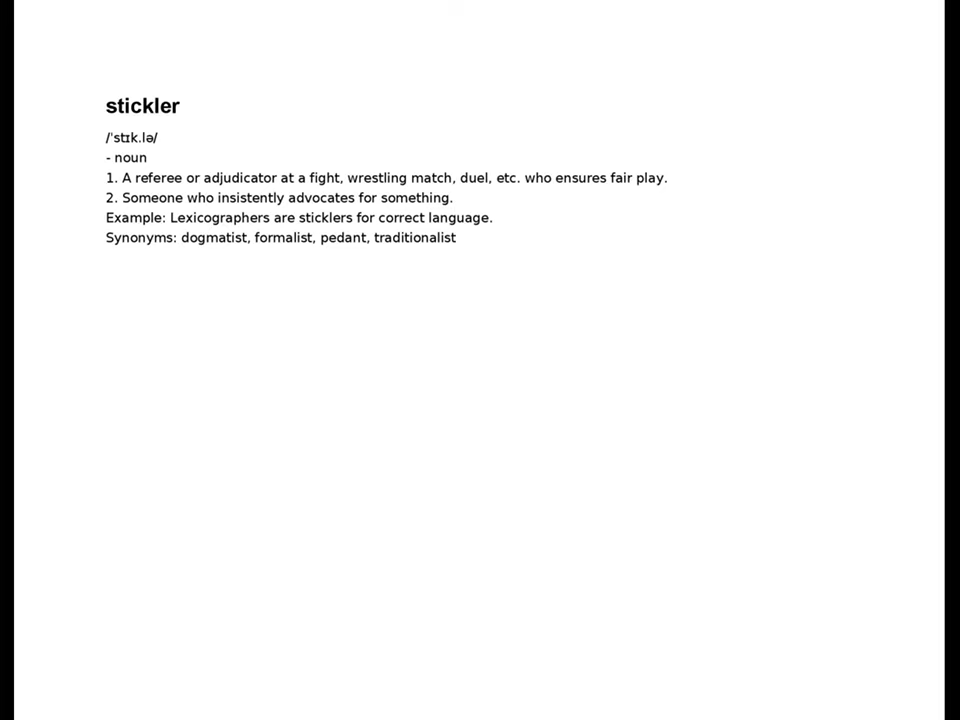 stickler
/ˈstɪk.lə/
- noun
1. A referee or adjudicator at a fight, wrestling match, duel, etc. who ensures fair play.
2. Someone who insistently advocates for something.
Example: Lexicographers are sticklers for correct language.
Synonyms: dogmatist, formalist, pedant, traditionalist